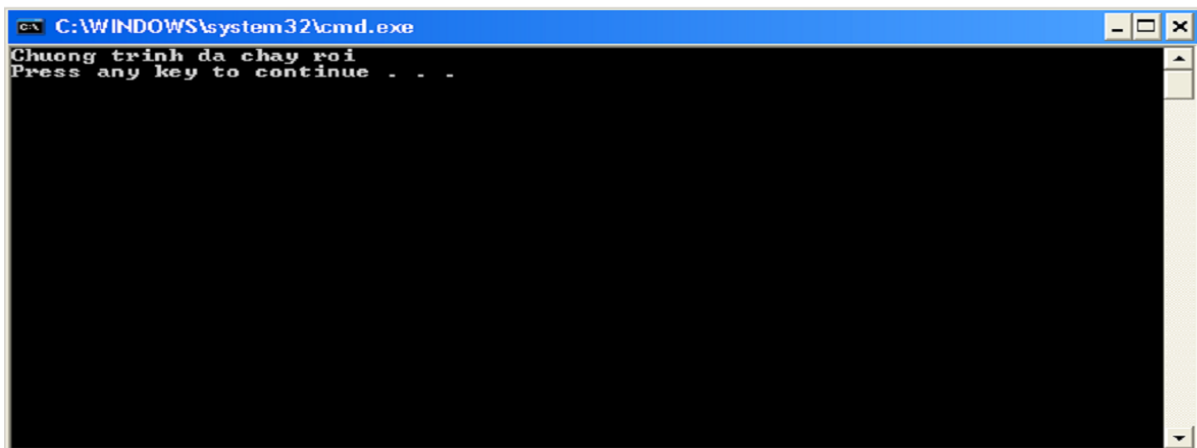 C:\WINDOWS\system32\cmd.exe
Chuong trinh da chay roi
Press any key to continue . . .